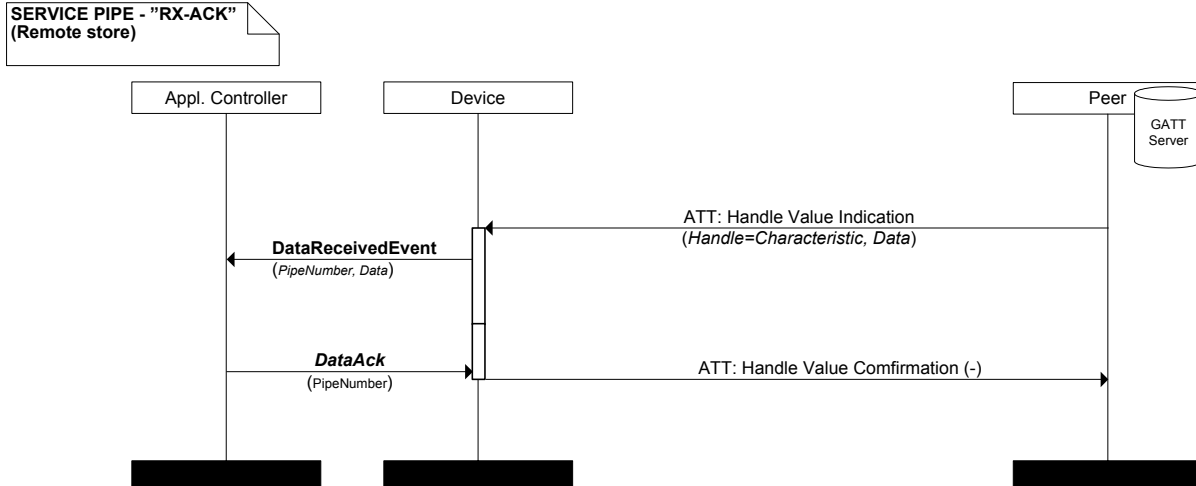 SERVICE PIPE - ”RX-ACK”
(Remote store)
Appl. Controller
Device
Peer
GATT
Server
ATT: Handle Value Indication
(Handle=Characteristic, Data)
DataReceivedEvent
(PipeNumber, Data)
DataAck
(PipeNumber)
ATT: Handle Value Comfirmation (-)